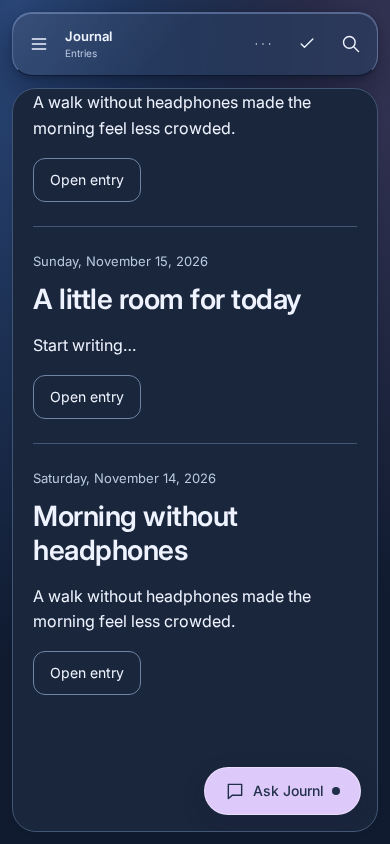 Journal
Entries
A walk without headphones made the
morning feel less crowded.
Open entry
Sunday, November 15, 2026
A little room for today
Start writing...
Open entry
Saturday, November 14, 2026
Morning without
headphones
A walk without headphones made the
morning feel less crowded.
Open entry
Ask Journl